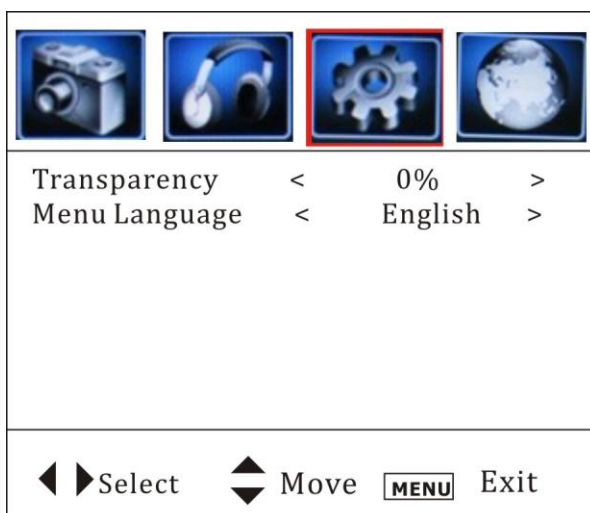 Transparency < 0% >
Menu Language < English >
Select Move MENU Exit